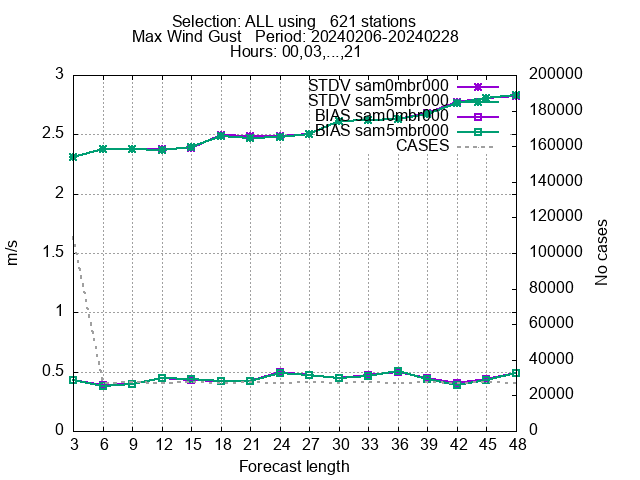 Selection: ALL using   621 stations
Max Wind Gust   Period: 20240206-20240228
Hours: 00,03,...,21
STDV sam0mbr000
STDV sam5mbr000
BIAS sam0mbr000
BIAS sam5mbr000
CASES
3
2.5
2
1.5
1
0.5
0
m/s
200000
180000
160000
140000
120000
100000
80000
60000
40000
20000
0
No cases
3 6 9 12 15 18 21 24 27 30 33 36 39 42 45 48
Forecast length